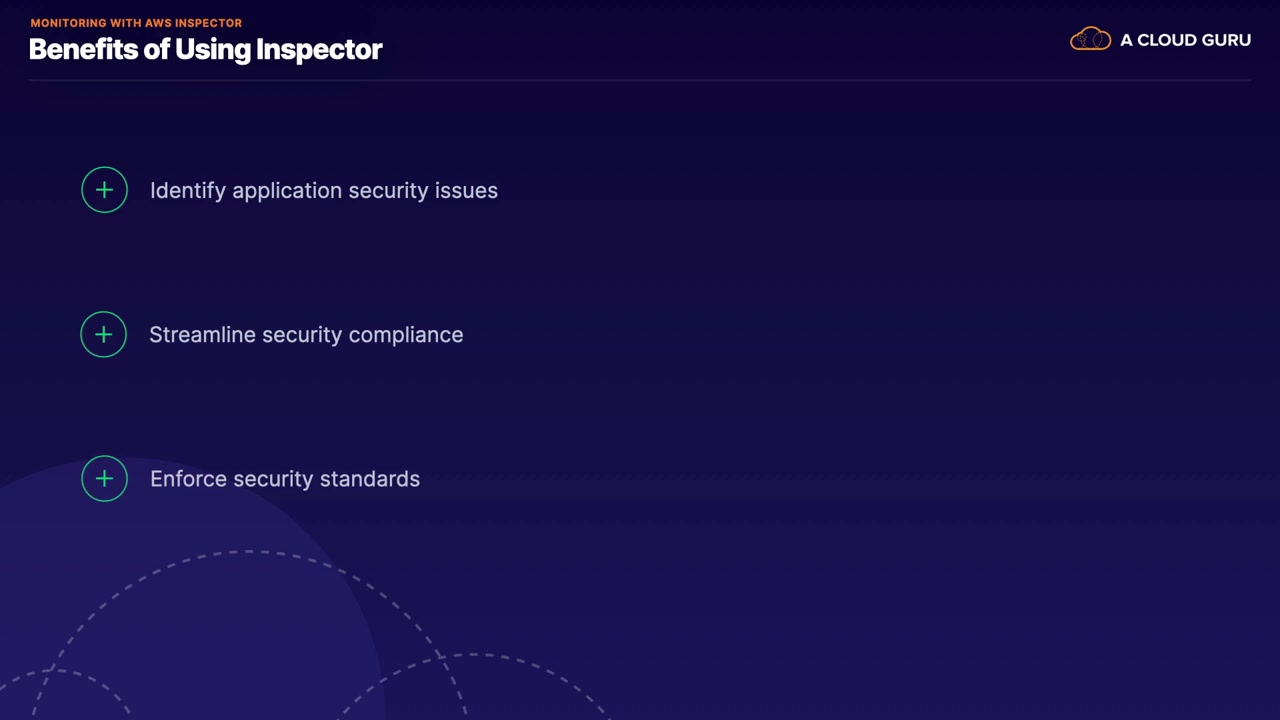 MONITORING WITH AWS INSPECTOR
Benefits of Using Inspector
A CLOUD GURU
Identify application security issues
Streamline security compliance
Enforce security standards